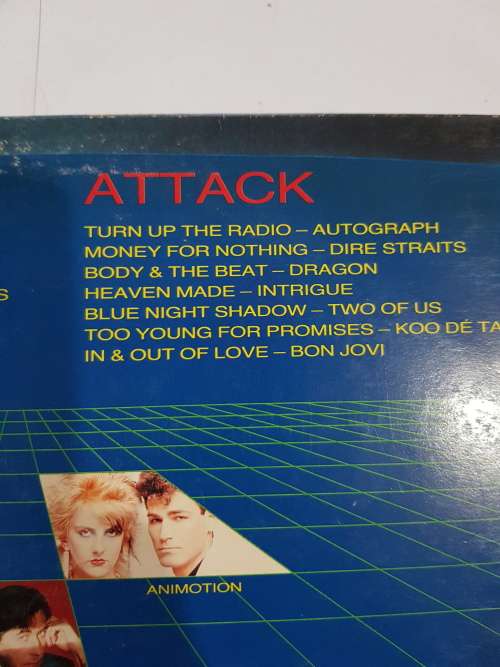 ATTACK
TURN UP THE RADIO – AUTOGRAPH
MONEY FOR NOTHING – DIRE STRAITS
BODY & THE BEAT – DRAGON
HEAVEN MADE – INTRIGUE
S
BLUE NIGHT SHADOW – TWO OF US
TOO YOUNG FOR PROMISES – KOO DÉ TA
IN & OUT OF LOVE – BON JOVI
ANIMOTION